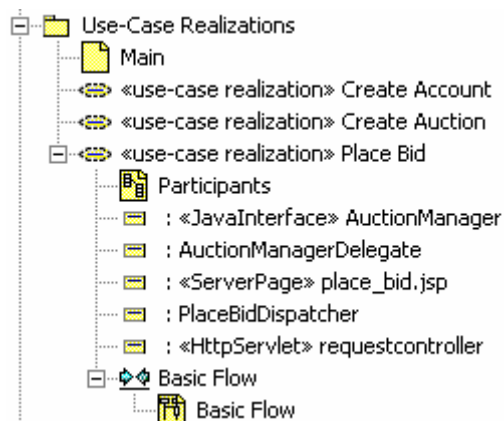 Use-Case Realizations
Main
«use-case realization» Create Account
«use-case realization» Create Auction
«use-case realization» Place Bid
Participants
: «JavaInterface» AuctionManager
: AuctionManagerDelegate
: «ServerPage» place_bid.jsp
: PlaceBidDispatcher
: «HttpServlet» requestcontroller
Basic Flow
Basic Flow